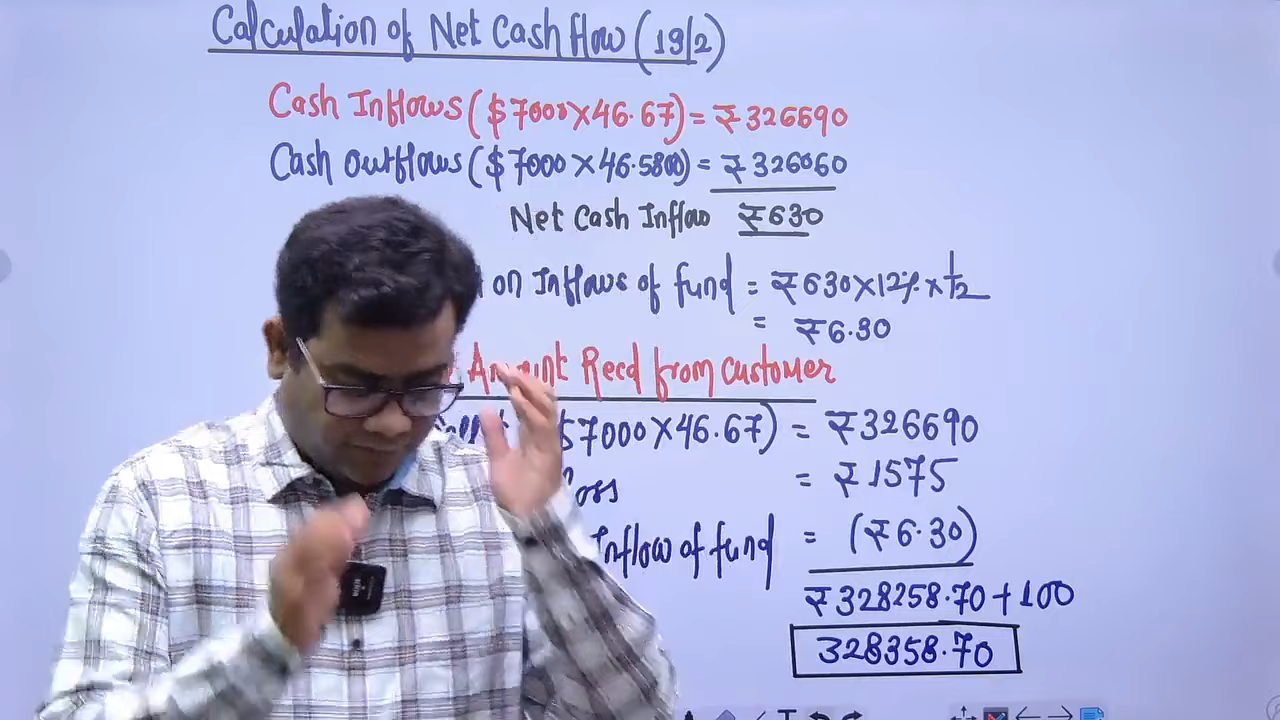 Calculation of Net Cash flow (19/2)
Cash Inflows ($7000×46.67) = ₹326690
Cash outflows ($7000×46.5800) = ₹326060
Net Cash Inflow ₹630
on Inflows of fund = ₹630×12%×1/12
= ₹6.30
Amount Recd from Customer
$7000×46.67) = ₹326690
loss = ₹1575
Inflow of fund = (₹6.30)
₹328258.70+100
328358.70